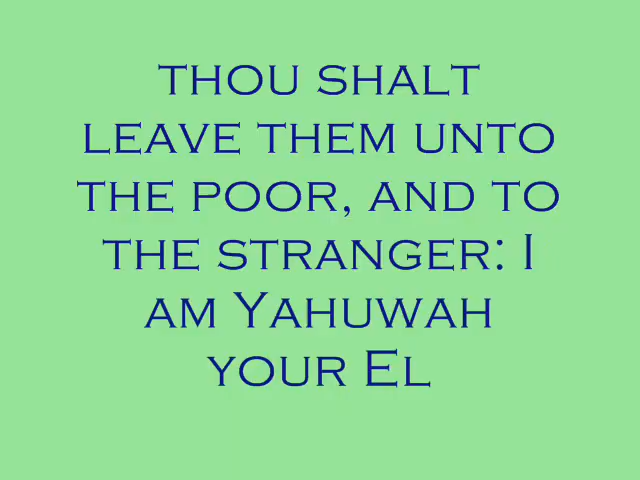 thou shalt
leave them unto
the poor, and to
the stranger: I
am Yahuwah
your El